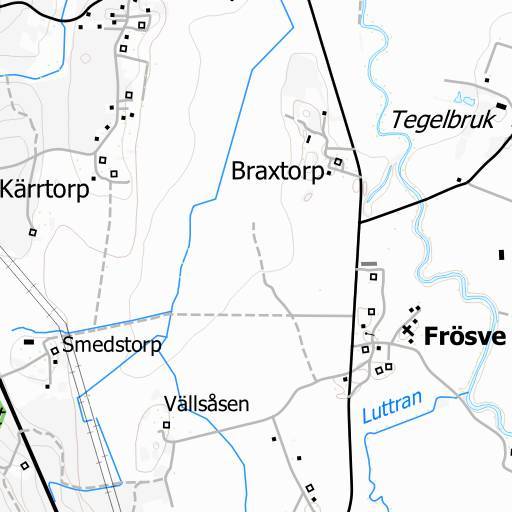 Tegelbruk
Braxtorp
Kärrtorp
Frösve
Smedstorp
Vällsåsen
Luttran